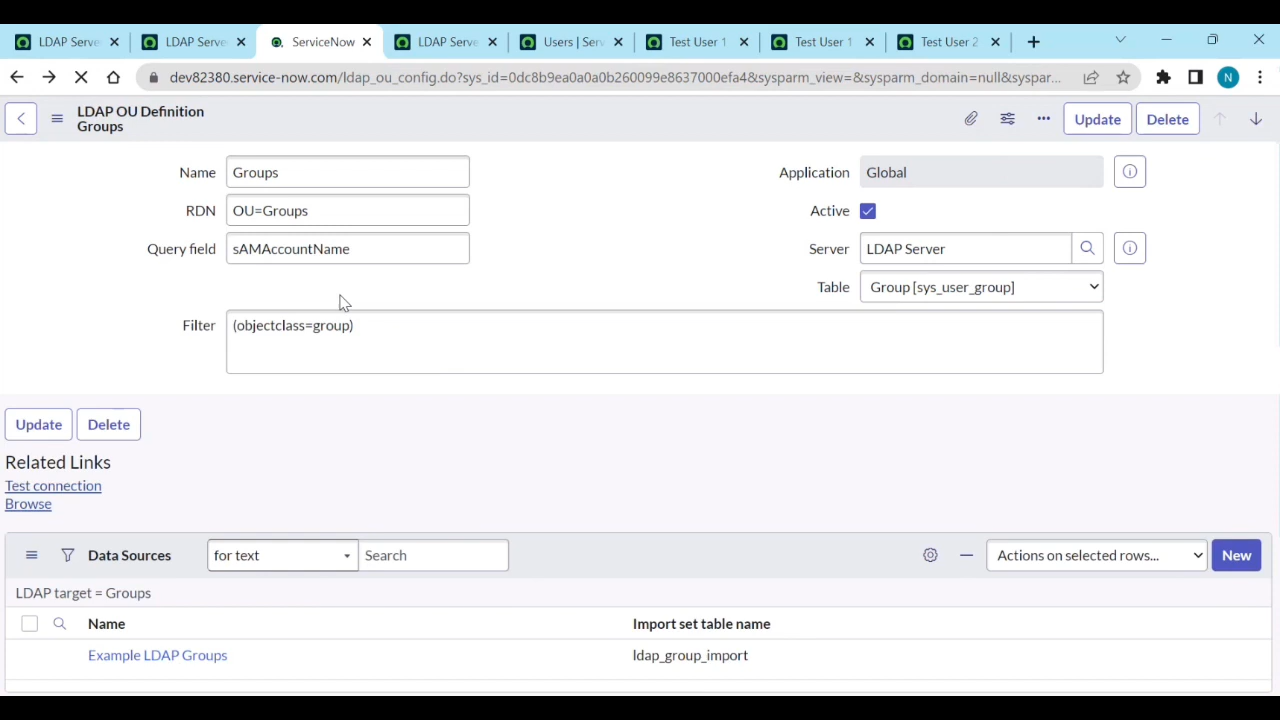 LDAP Serve
LDAP Serve
ServiceNow
LDAP Serve
Users | Serv
Test User 1
Test User 1
Test User 2
dev82380.service-now.com/ldap_ou_config.do?sys_id=0dc8b9ea0a0a0b260099e8637000efa4&sysparm_view=&sysparm_domain=null&syspar...
N
LDAP OU Definition
Groups
Update
Delete
Name
Groups
Application
Global
RDN
OU=Groups
Active
Query field
sAMAccountName
Server
LDAP Server
Table
Group [sys_user_group]
Filter
(objectclass=group)
Update
Delete
Related Links
Test connection
Browse
Data Sources
for text
Search
Actions on selected rows...
New
LDAP target = Groups
Name
Import set table name
Example LDAP Groups
ldap_group_import